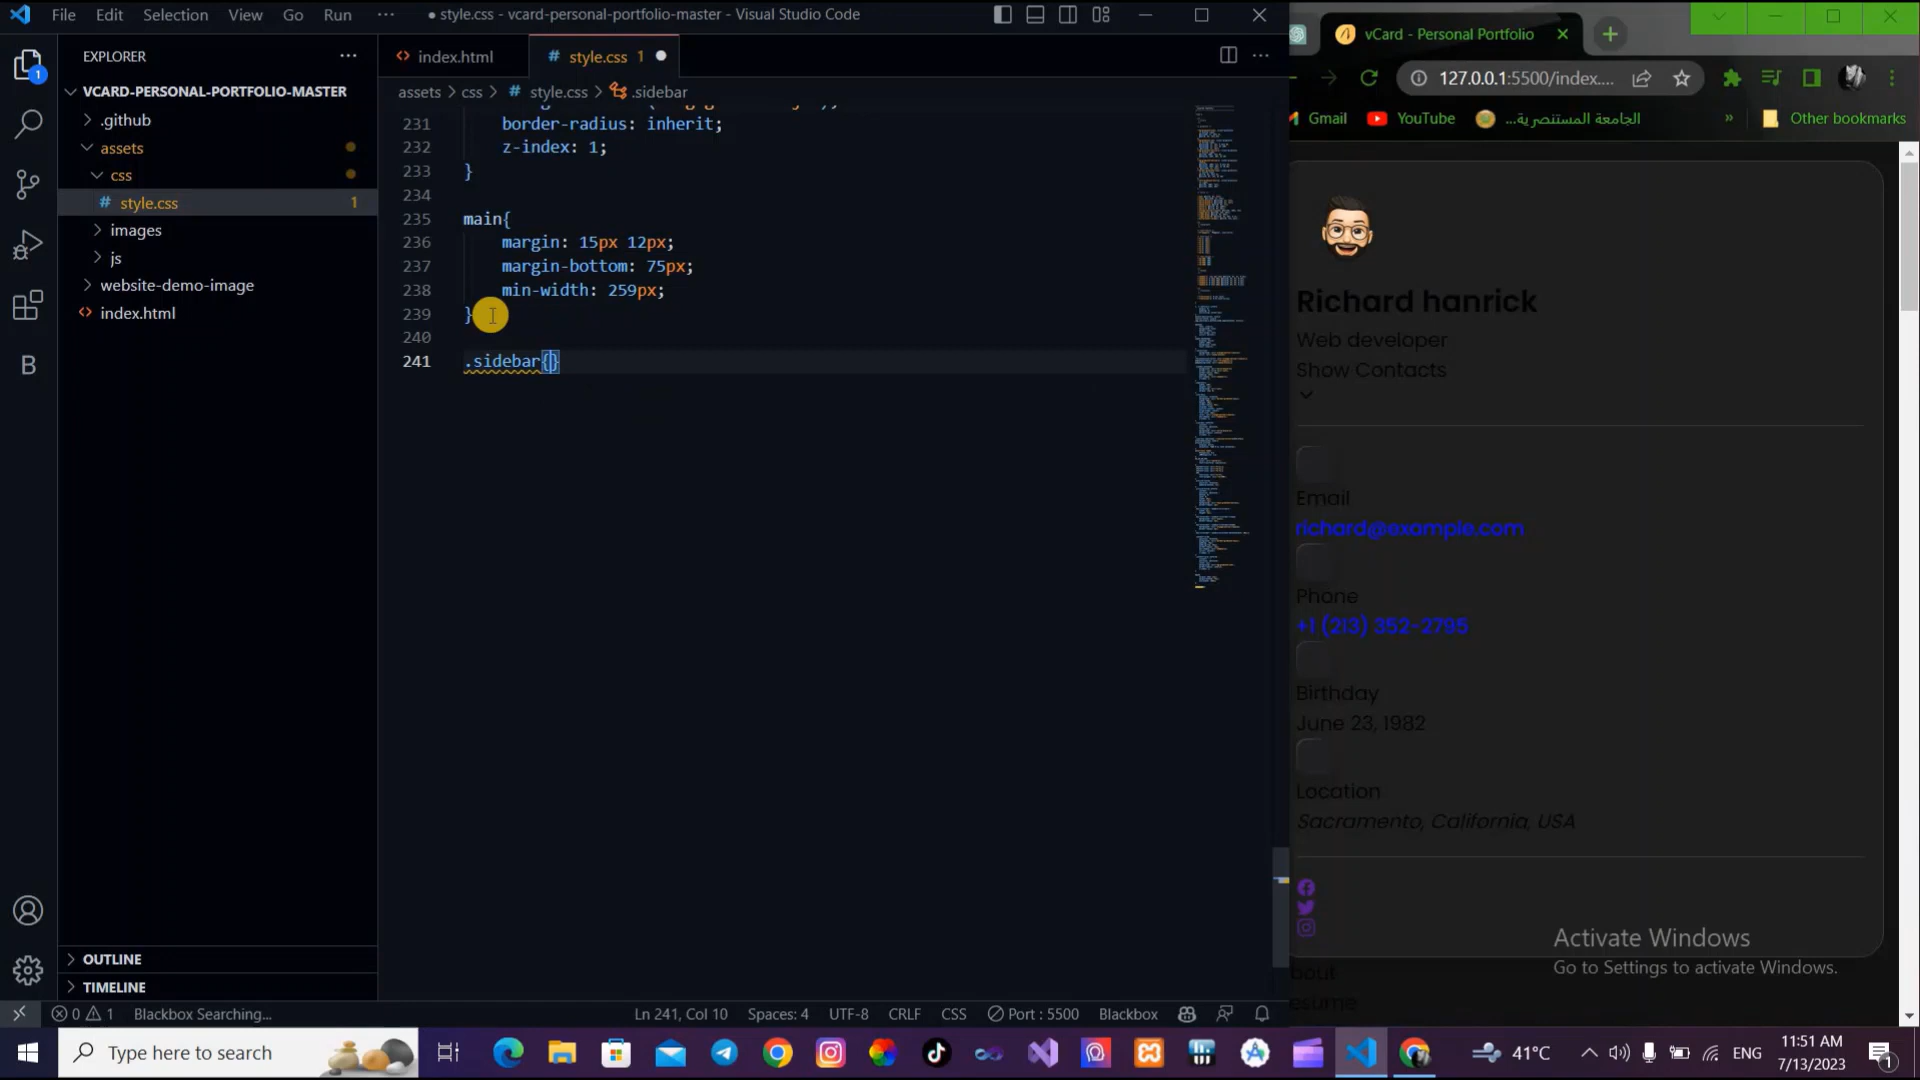 File Edit Selection View Go Run ··· ● style.css - vcard-personal-portfolio-master - Visual Studio Code
EXPLORER ···
VCARD-PERSONAL-PORTFOLIO-MASTER
.github
assets
css
# style.css 1
images
js
website-demo-image
index.html
OUTLINE
TIMELINE
1
B
index.html # style.css 1 ●
assets > css > # style.css > .sidebar
231 border-radius: inherit;
232 z-index: 1;
233 }
234
235 main{
236 margin: 15px 12px;
237 margin-bottom: 75px;
238 min-width: 259px;
239 }
240
241 .sidebar{}
0 1 Blackbox Searching... Ln 241, Col 10 Spaces: 4 UTF-8 CRLF CSS Port : 5500 Blackbox
vCard - Personal Portfolio
127.0.0.1:5500/index....
Gmail YouTube الجامعة المستنصرية... » Other bookmarks
Richard hanrick
Web developer
Show Contacts
Email
richard@example.com
Phone
+1 (213) 352-2795
Birthday
June 23, 1982
Location
Sacramento, California, USA
bout
esume
Activate Windows
Go to Settings to activate Windows.
Type here to search
41°C ENG 11:51 AM
7/13/2023
1